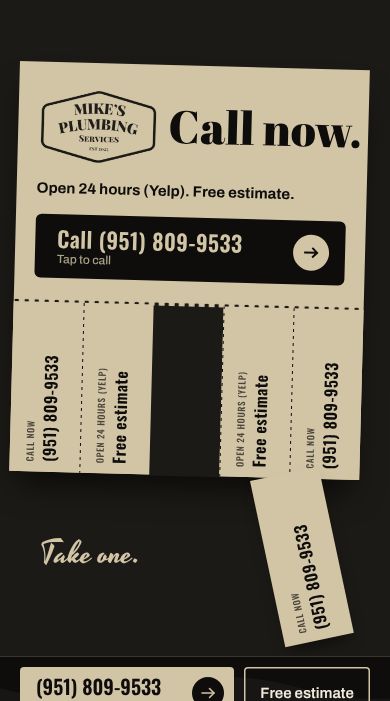 MIKE'S
PLUMBING
SERVICES
Call now.
Open 24 hours (Yelp). Free estimate.
Call (951) 809-9533
Tap to call
CALL NOW
(951) 809-9533
OPEN 24 HOURS (YELP)
Free estimate
OPEN 24 HOURS (YELP)
Free estimate
CALL NOW
(951) 809-9533
CALL NOW
(951) 809-9533
Take one.
(951) 809-9533
Free estimate